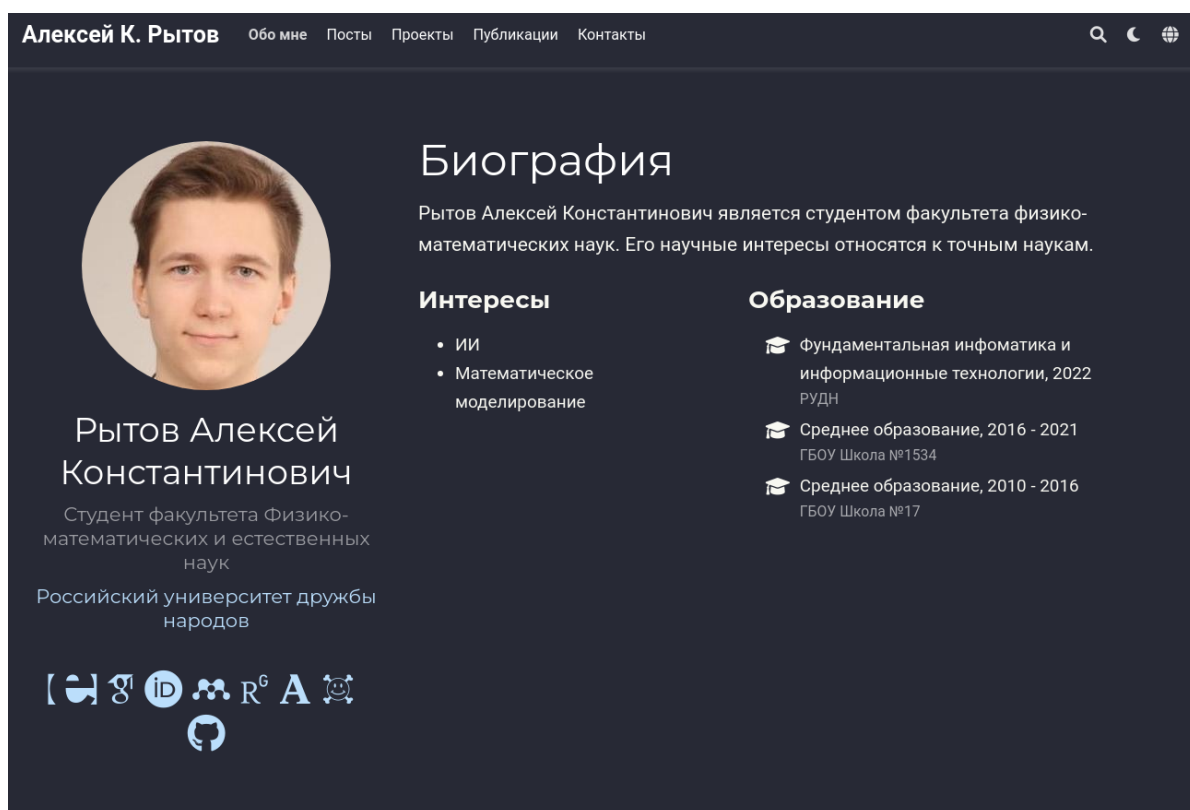 Алексей К. Рытов Обо мне Посты Проекты Публикации Контакты
Рытов Алексей
Константинович
Студент факультета Физико-
математических и естественных
наук
Российский университет дружбы
народов
iD
RG
A
Биография
Рытов Алексей Константинович является студентом факультета физико-
математических наук. Его научные интересы относятся к точным наукам.
Интересы
• ИИ
• Математическое
моделирование
Образование
Фундаментальная инфоматика и
информационные технологии, 2022
РУДН
Среднее образование, 2016 - 2021
ГБОУ Школа №1534
Среднее образование, 2010 - 2016
ГБОУ Школа №17